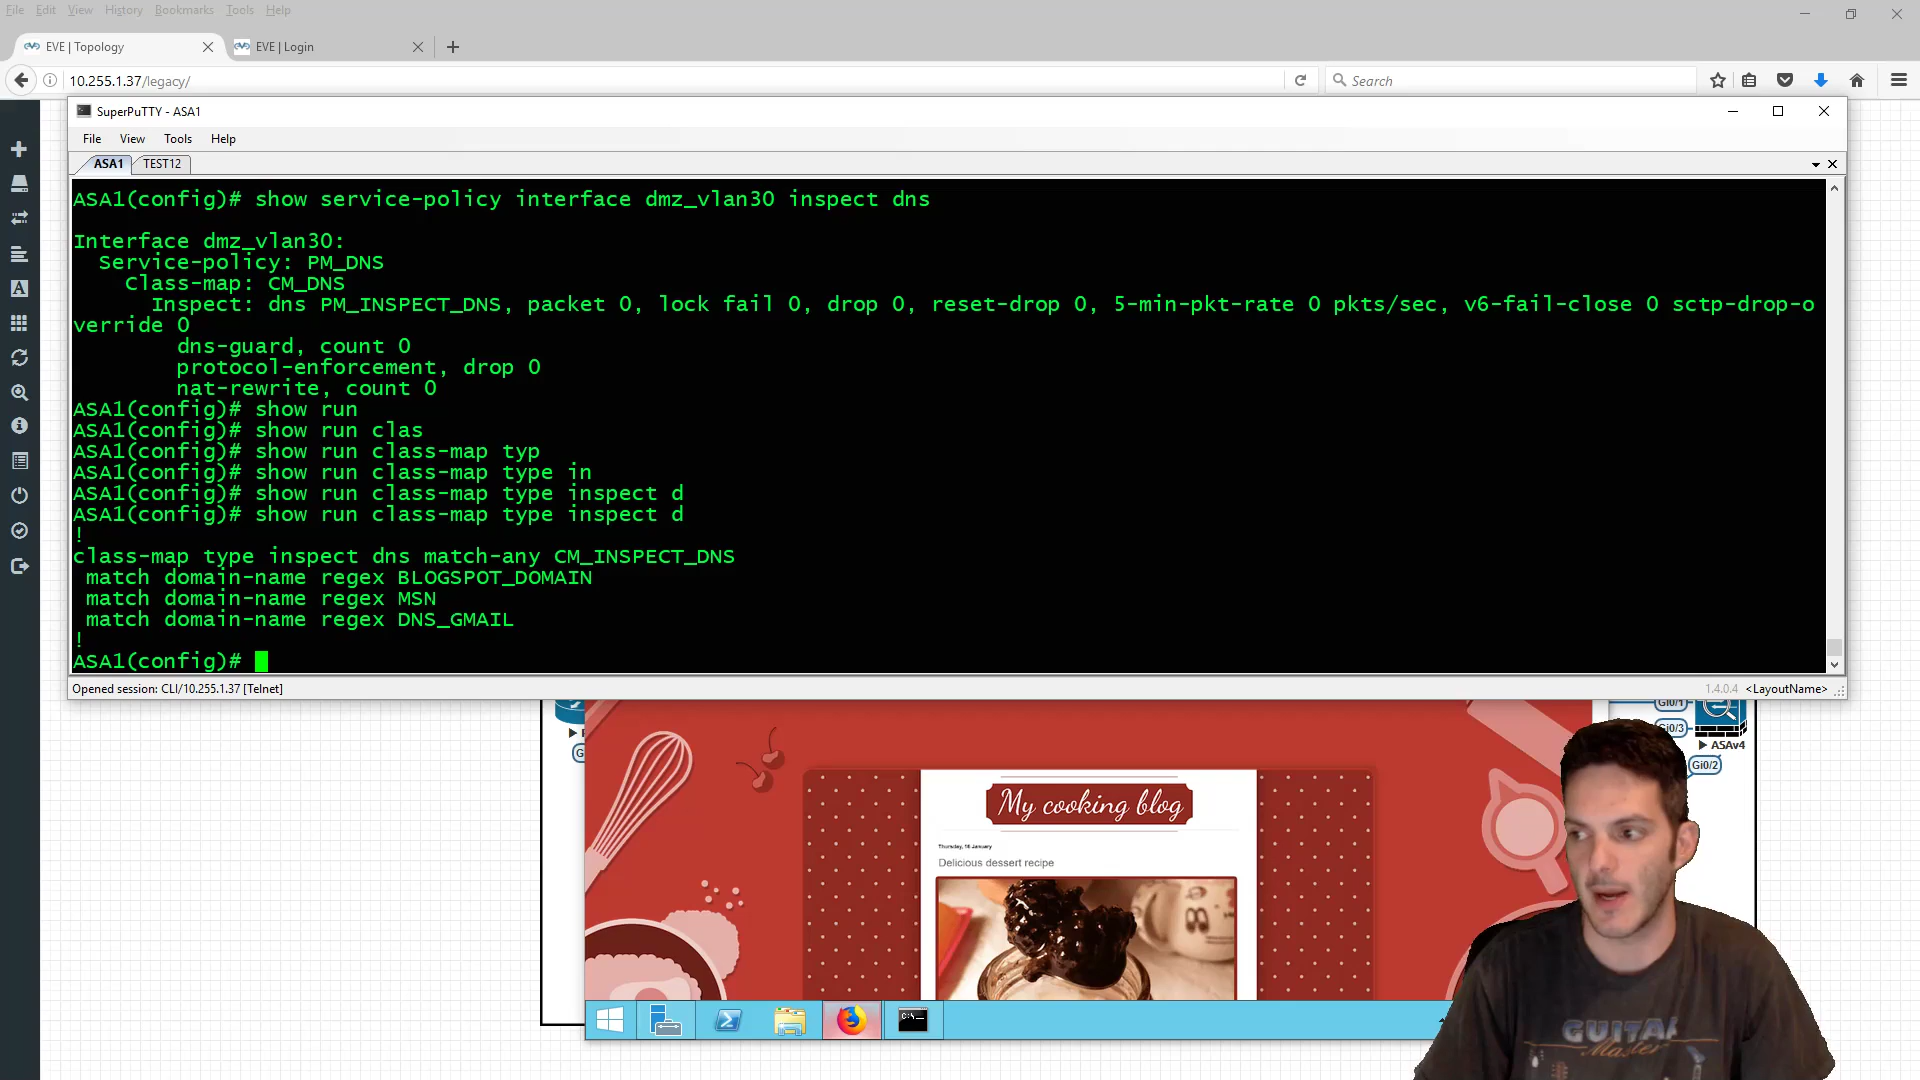 File Edit View History Bookmarks Tools Help
EVE | Topology
EVE | Login
10.255.1.37/legacy/
Search
SuperPuTTY - ASA1
File View Tools Help
ASA1
TEST12
ASA1(config)# show service-policy interface dmz_vlan30 inspect dns
Interface dmz_vlan30:
Service-policy: PM_DNS
Class-map: CM_DNS
Inspect: dns PM_INSPECT_DNS, packet 0, lock fail 0, drop 0, reset-drop 0, 5-min-pkt-rate 0 pkts/sec, v6-fail-close 0 sctp-drop-o
verride 0
dns-guard, count 0
protocol-enforcement, drop 0
nat-rewrite, count 0
ASA1(config)# show run
ASA1(config)# show run clas
ASA1(config)# show run class-map typ
ASA1(config)# show run class-map type in
ASA1(config)# show run class-map type inspect d
ASA1(config)# show run class-map type inspect d
!
class-map type inspect dns match-any CM_INSPECT_DNS
match domain-name regex BLOGSPOT_DOMAIN
match domain-name regex MSN
match domain-name regex DNS_GMAIL
!
ASA1(config)#
Opened session: CLI/10.255.1.37 [Telnet]
1.4.0.4 <LayoutName>
Gi0/1
Gi0/3
ASAv4
Gi0/2
My cooking blog
Thursday, 18 January
Delicious dessert recipe
GUITAR
Master